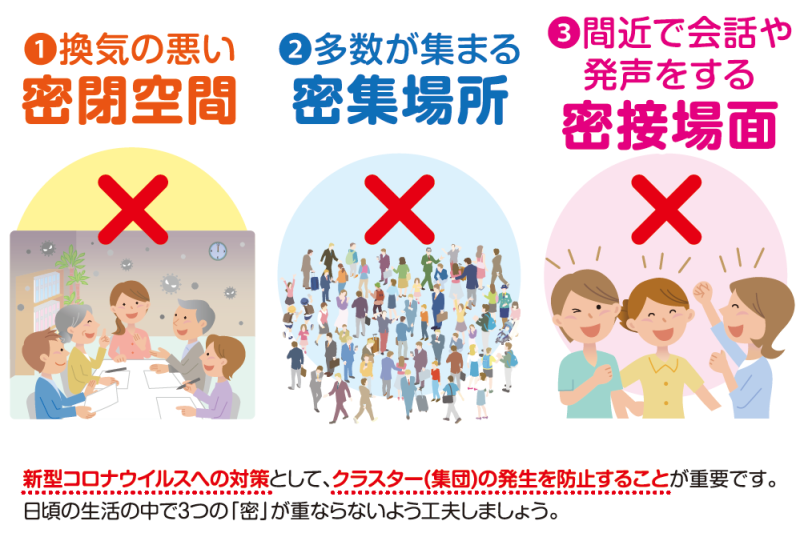 ❶換気の悪い
密閉空間
❷多数が集まる
密集場所
❸間近で会話や
発声をする
密接場面
新型コロナウイルスへの対策として、クラスター(集団)の発生を防止することが重要です。
日頃の生活の中で3つの「密」が重ならないよう工夫しましょう。